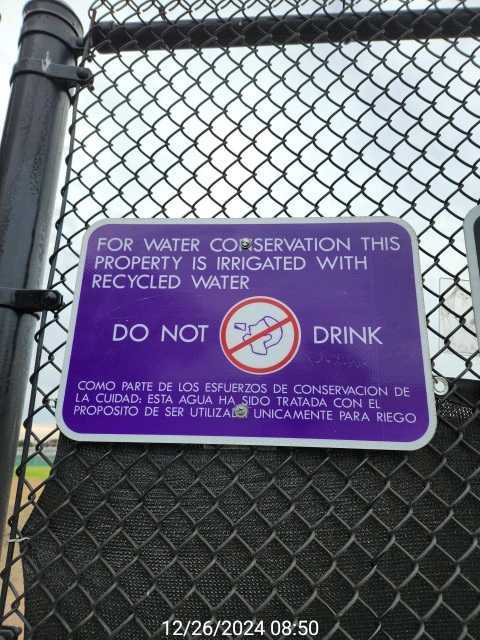 FOR WATER CONSERVATION THIS
PROPERTY IS IRRIGATED WITH
RECYCLED WATER
DO NOT DRINK
COMO PARTE DE LOS ESFUERZOS DE CONSERVACION DE
LA CUIDAD: ESTA AGUA HA SIDO TRATADA CON EL
PROPOSITO DE SER UTILIZADA UNICAMENTE PARA RIEGO
12/26/2024 08:50